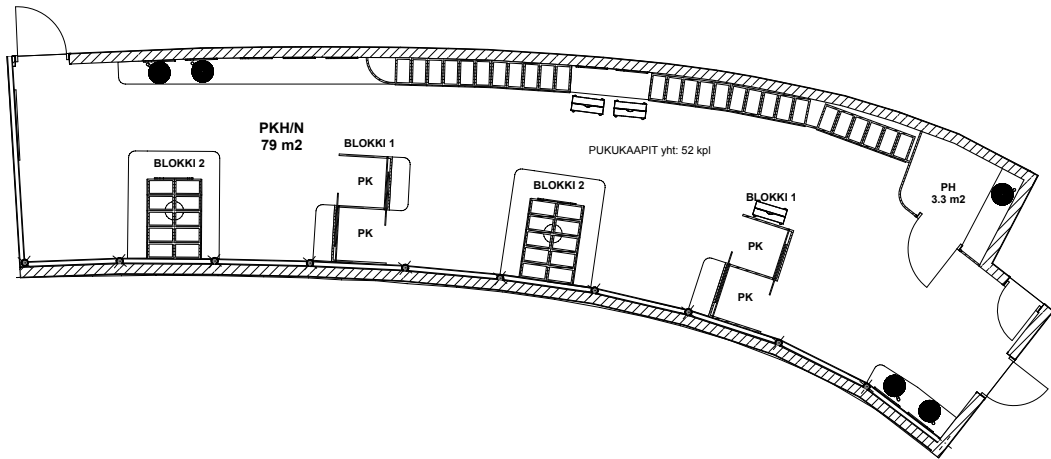 PKH/N
79 m2
BLOKKI 1
BLOKKI 2
PK
PK
PUKUKAAPIT yht: 52 kpl
BLOKKI 2
BLOKKI 1
PK
PK
PH
3.3 m2